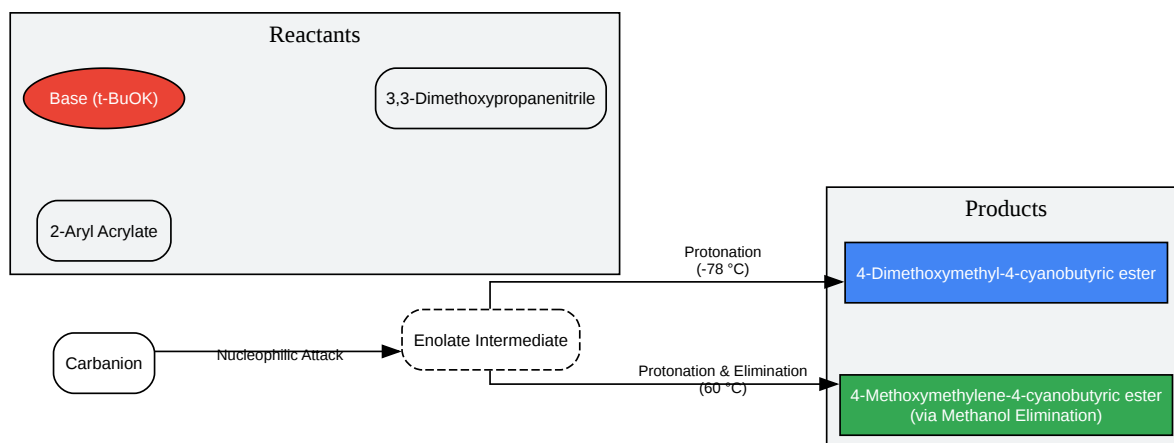 Reactants
Base (t-BuOK)
3,3-Dimethoxypropanenitrile
2-Aryl Acrylate
Products
Protonation
(-78 °C)
4-Dimethoxymethyl-4-cyanobutyric ester
Carbanion
Nucleophilic Attack
Enolate Intermediate
Protonation & Elimination
(60 °C)
4-Methoxymethylene-4-cyanobutyric ester
(via Methanol Elimination)